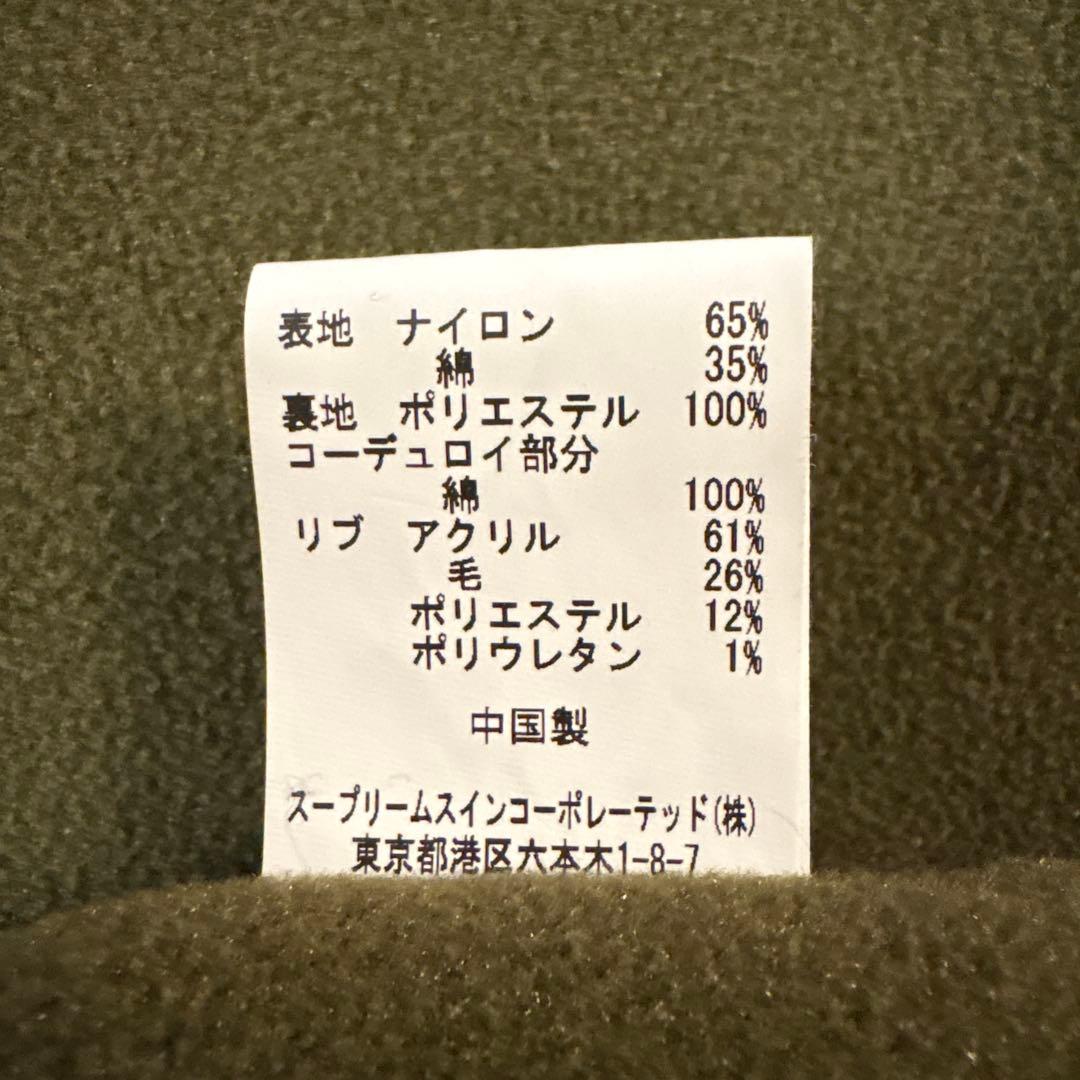 表地 ナイロン 65%
綿 35%
裏地 ポリエステル 100%
コーデュロイ部分
綿 100%
リブ アクリル 61%
毛 26%
ポリエステル 12%
ポリウレタン 1%
中国製
スープリームスインコーポレーテッド(株)
東京都港区六本木1-8-7